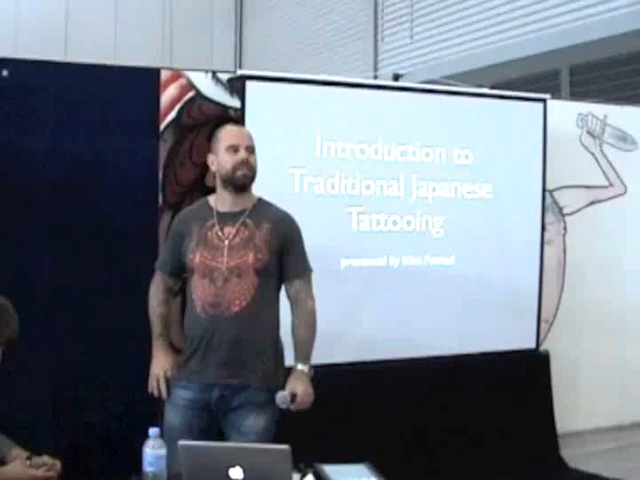 Introduction to
Traditional Japanese
Tattooing
presented by